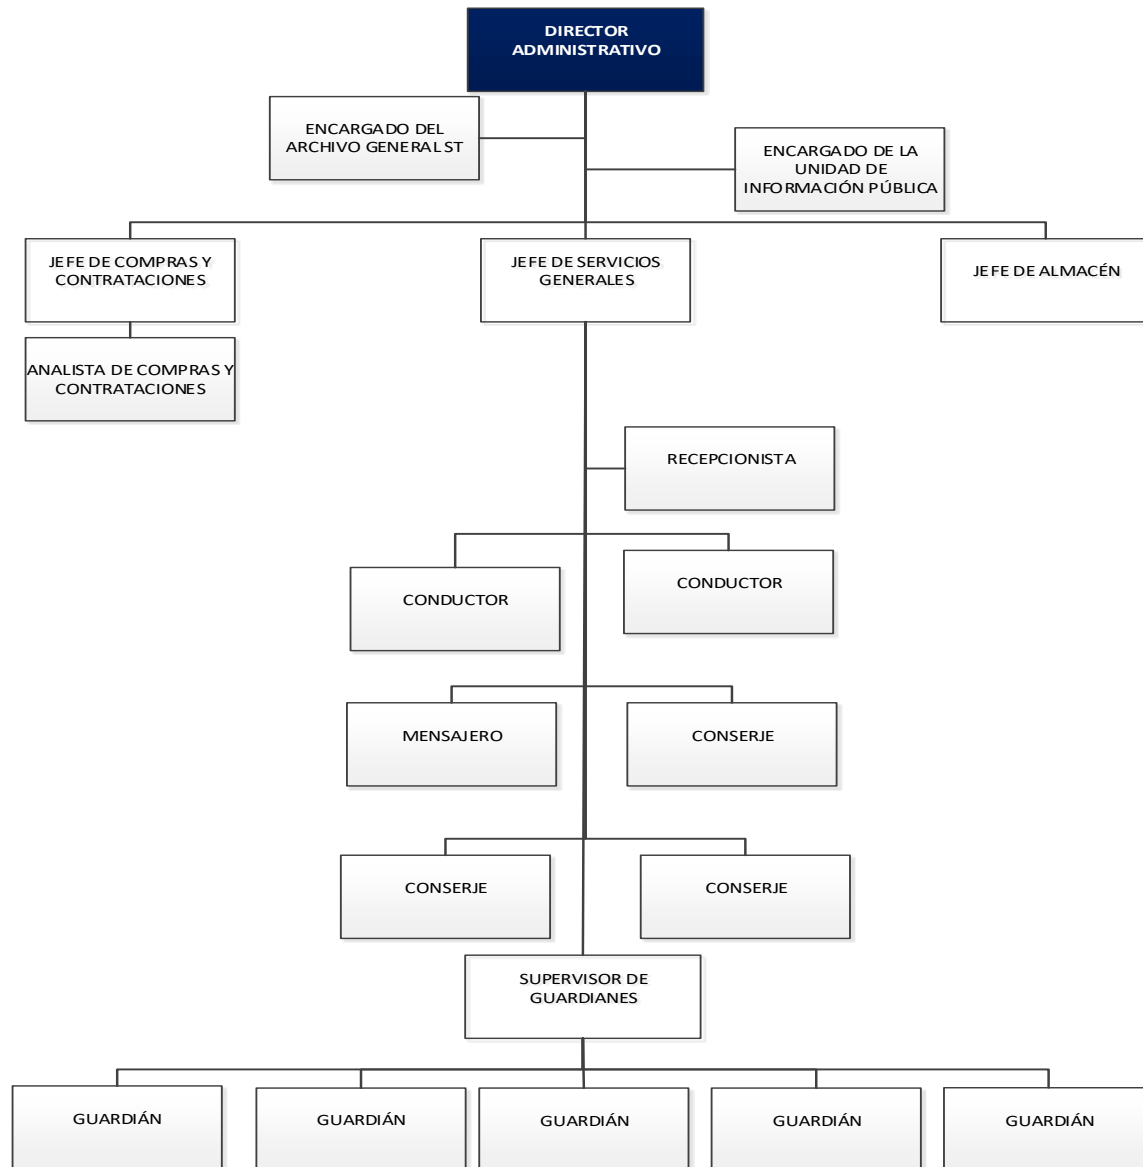 DIRECTOR
ADMINISTRATIVO
ENCARGADO DEL
ARCHIVO GENERAL ST
ENCARGADO DE LA
UNIDAD DE
INFORMACIÓN PÚBLICA
JEFE DE COMPRAS Y
CONTRATACIONES
JEFE DE SERVICIOS
GENERALES
JEFE DE ALMACÉN
ANALISTA DE COMPRAS Y
CONTRATACIONES
RECEPCIONISTA
CONDUCTOR
CONDUCTOR
MENSAJERO
CONSERJE
CONSERJE
CONSERJE
SUPERVISOR DE
GUARDIANES
GUARDIÁN
GUARDIÁN
GUARDIÁN
GUARDIÁN
GUARDIÁN